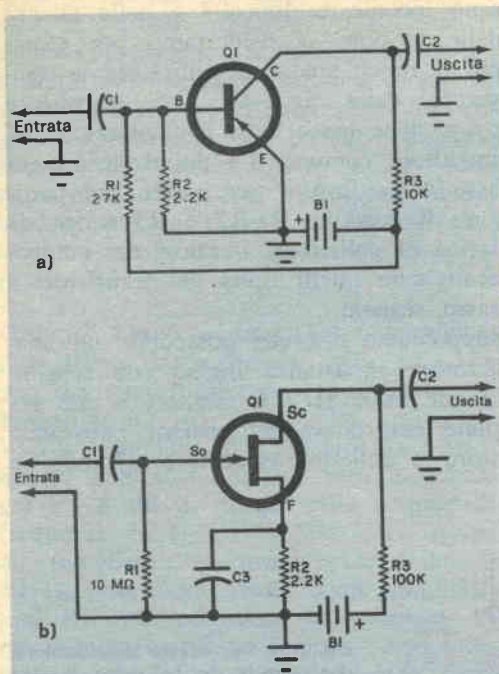 Q1
C
C2
Uscita
C1
B
Entrata
E
R1
27K
R2
2.2K
R3
10K
+
B1
a)
Q1
Sc
C2
Uscita
C1
So
Entrata
F
C3
R1
10 MΩ
R2
2.2K
R3
100K
B1
+
b)